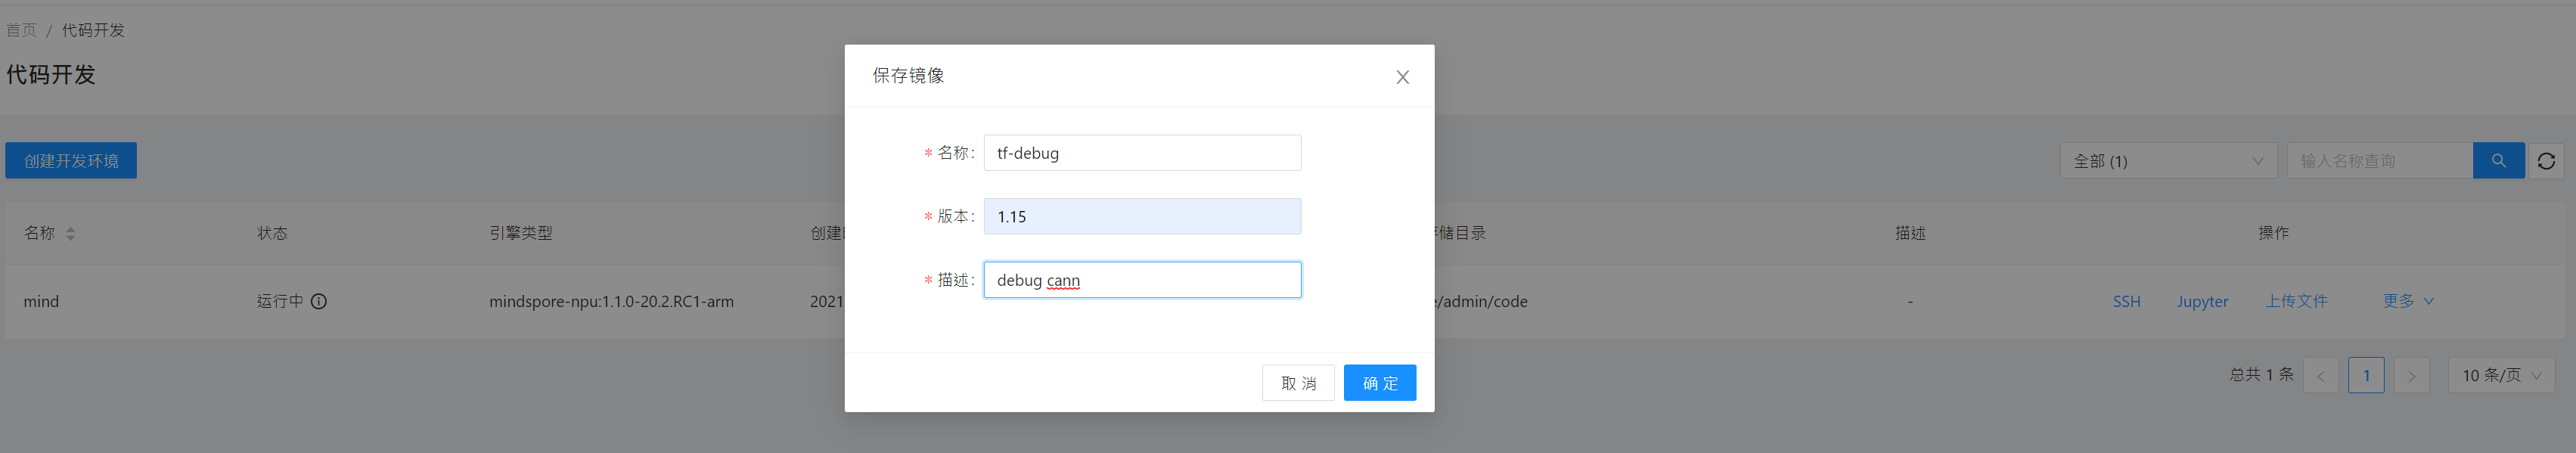 首页 / 代码开发
代码开发
保存镜像
* 名称: tf-debug
* 版本: 1.15
* 描述: debug cann
取消 确定
创建开发环境 全部 (1) 输入名称查询
名称 状态 引擎类型 创建 存储目录 描述 操作
mind 运行中 mindspore-npu:1.1.0-20.2.RC1-arm 2021 e/admin/code - SSH Jupyter 上传文件 更多
总共 1 条 < 1 > 10 条/页